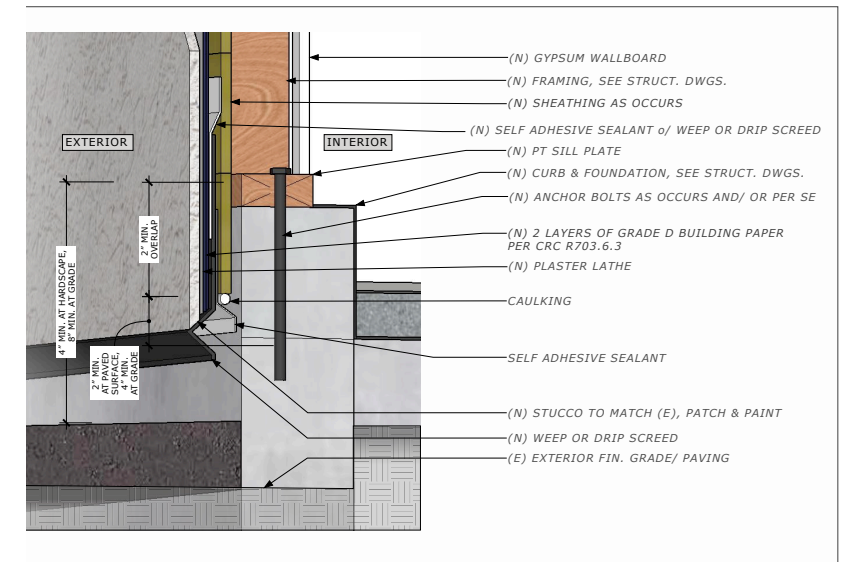 (N) GYPSUM WALLBOARD
(N) FRAMING, SEE STRUCT. DWGS.
(N) SHEATHING AS OCCURS
(N) SELF ADHESIVE SEALANT o/ WEEP OR DRIP SCREED
EXTERIOR
INTERIOR
(N) PT SILL PLATE
(N) CURB & FOUNDATION, SEE STRUCT. DWGS.
(N) ANCHOR BOLTS AS OCCURS AND/ OR PER SE
(N) 2 LAYERS OF GRADE D BUILDING PAPER
PER CRC R703.6.3
(N) PLASTER LATHE
CAULKING
SELF ADHESIVE SEALANT
(N) STUCCO TO MATCH (E), PATCH & PAINT
(N) WEEP OR DRIP SCREED
(E) EXTERIOR FIN. GRADE/ PAVING
4" MIN. AT HARDSCAPE,
8" MIN. AT GRADE
2" MIN.
OVERLAP
2" MIN.
AT PAVED
SURFACE,
4" MIN.
AT GRADE